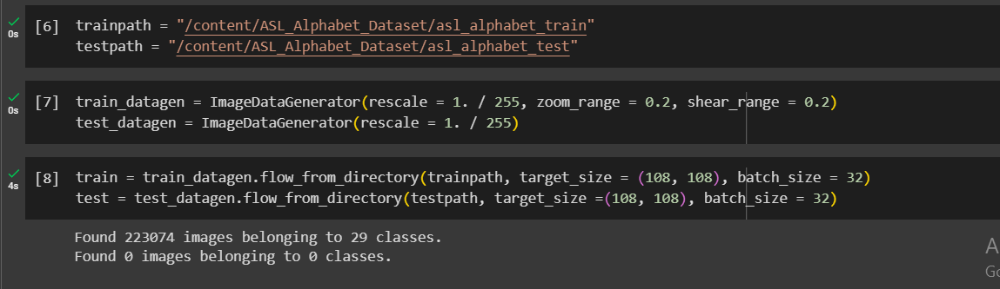 [6] trainpath = "/content/ASL_Alphabet_Dataset/asl_alphabet_train"
0s testpath = "/content/ASL_Alphabet_Dataset/asl_alphabet_test"
[7] train_datagen = ImageDataGenerator(rescale = 1. / 255, zoom_range = 0.2, shear_range = 0.2)
0s test_datagen = ImageDataGenerator(rescale = 1. / 255)
[8] train = train_datagen.flow_from_directory(trainpath, target_size = (108, 108), batch_size = 32)
4s test = test_datagen.flow_from_directory(testpath, target_size =(108, 108), batch_size = 32)
Found 223074 images belonging to 29 classes.
Found 0 images belonging to 0 classes.